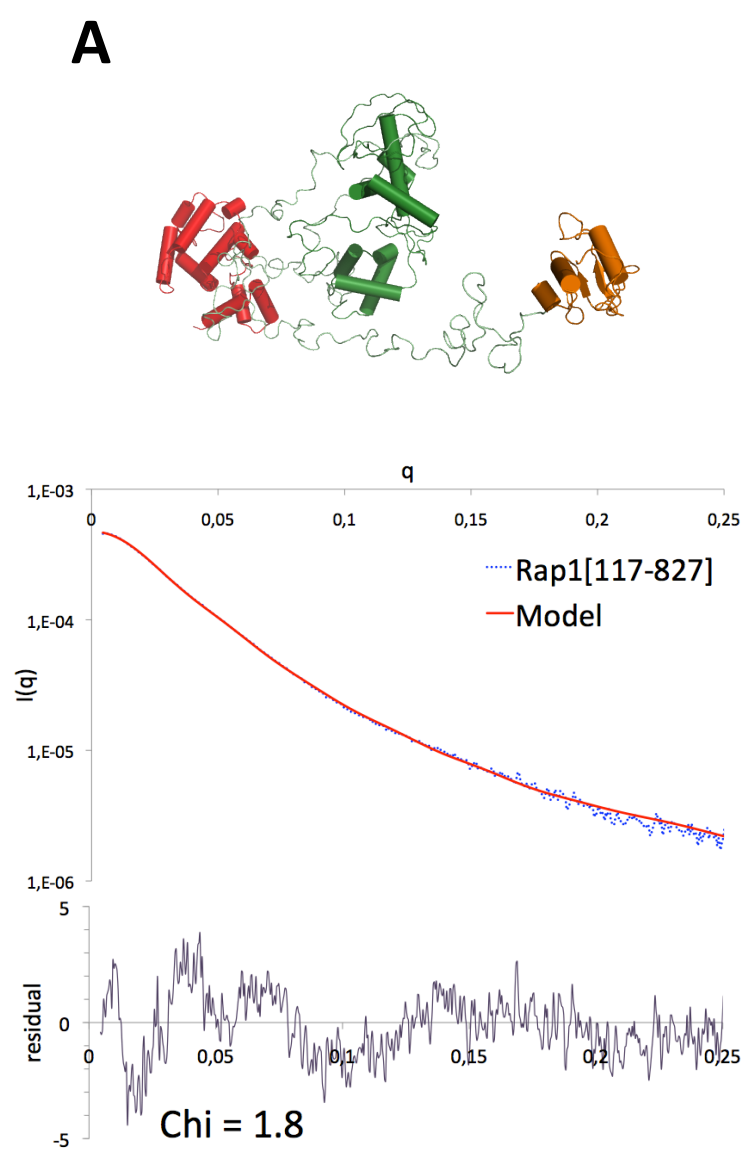 A
q
1,E-03
0 0,05 0,1 0,15 0,2 0,25
Rap1[117-827]
Model
1,E-04
I(q)
1,E-05
1,E-06
5
residual
0
0 0,05 0,1 0,15 0,2 0,25
Chi = 1.8
-5